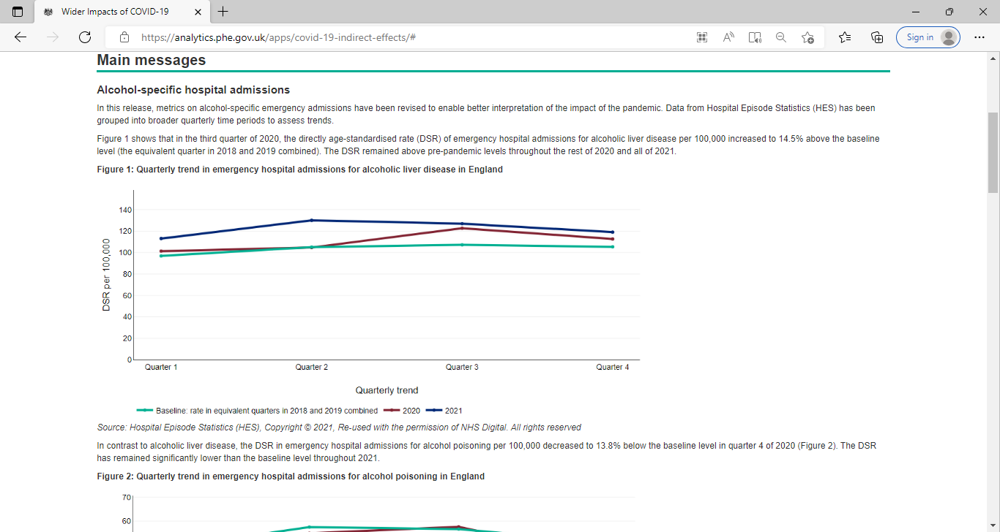 Wider Impacts of COVID-19
https://analytics.phe.gov.uk/apps/covid-19-indirect-effects/#
Sign in
Main messages
Alcohol-specific hospital admissions
In this release, metrics on alcohol-specific emergency admissions have been revised to enable better interpretation of the impact of the pandemic. Data from Hospital Episode Statistics (HES) has been
grouped into broader quarterly time periods to assess trends.
Figure 1 shows that in the third quarter of 2020, the directly age-standardised rate (DSR) of emergency hospital admissions for alcoholic liver disease per 100,000 increased to 14.5% above the baseline
level (the equivalent quarter in 2018 and 2019 combined). The DSR remained above pre-pandemic levels throughout the rest of 2020 and all of 2021.
Figure 1: Quarterly trend in emergency hospital admissions for alcoholic liver disease in England
140
120
100
80
60
40
20
0
DSR per 100,000
Quarter 1 Quarter 2 Quarter 3 Quarter 4
Quarterly trend
Baseline: rate in equivalent quarters in 2018 and 2019 combined 2020 2021
Source: Hospital Episode Statistics (HES), Copyright © 2021, Re-used with the permission of NHS Digital. All rights reserved
In contrast to alcoholic liver disease, the DSR in emergency hospital admissions for alcohol poisoning per 100,000 decreased to 13.8% below the baseline level in quarter 4 of 2020 (Figure 2). The DSR
has remained significantly lower than the baseline level throughout 2021.
Figure 2: Quarterly trend in emergency hospital admissions for alcohol poisoning in England
70
60